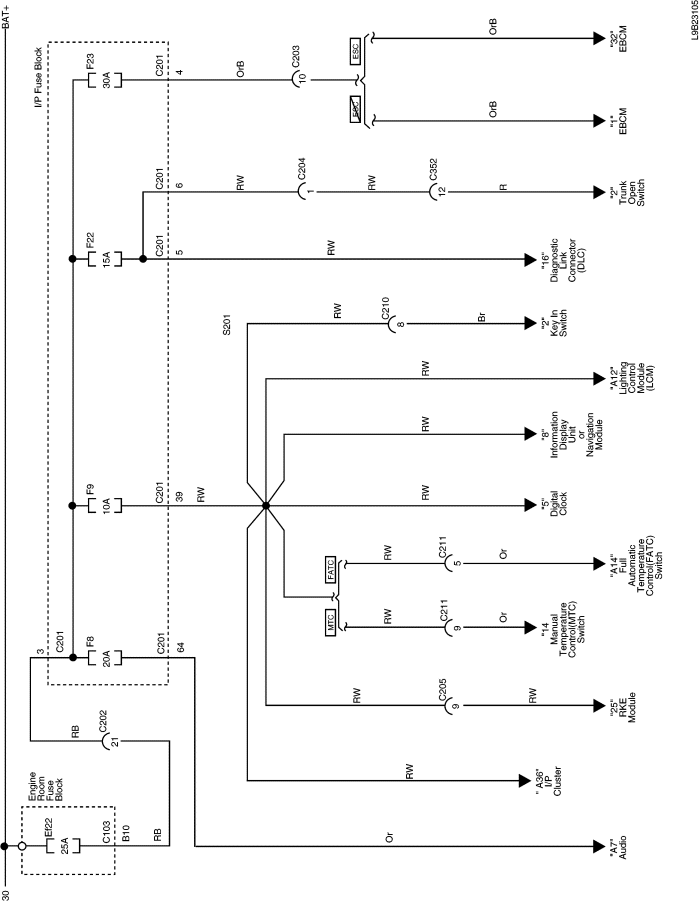 30
BAT+
Engine
Room
Fuse
Block
Ef22
25A
C103
B10
RB
C202
21
RB
3
C201
I/P Fuse Block
F8
20A
C201
64
F9
10A
C201
39
RW
F22
15A
C201
5
C201
6
F23
30A
C201
4
OrB
C203
10
ESC
ESC
OrB
"32"
EBCM
OrB
"1"
EBCM
RW
C204
1
RW
C352
12
R
"2"
Trunk
Open
Switch
RW
"16"
Diagnostic
Link
Connector
(DLC)
S201
RW
C210
8
Br
"2"
Key In
Switch
RW
"A12"
Lighting
Control
Module
(LCM)
RW
"8"
Information
Display
Unit
or
Navigation
Module
RW
"5"
Digital
Clock
FATC
RW
C211
5
Or
"A14"
Full
Automatic
Temperature
Control(FATC)
Switch
MTC
RW
C211
9
Or
"14
Manual
Temperature
Control(MTC)
Switch
RW
C205
9
RW
"25"
RKE
Module
RW
" A36"
I/P
Cluster
Or
"A7"
Audio
L9B23105